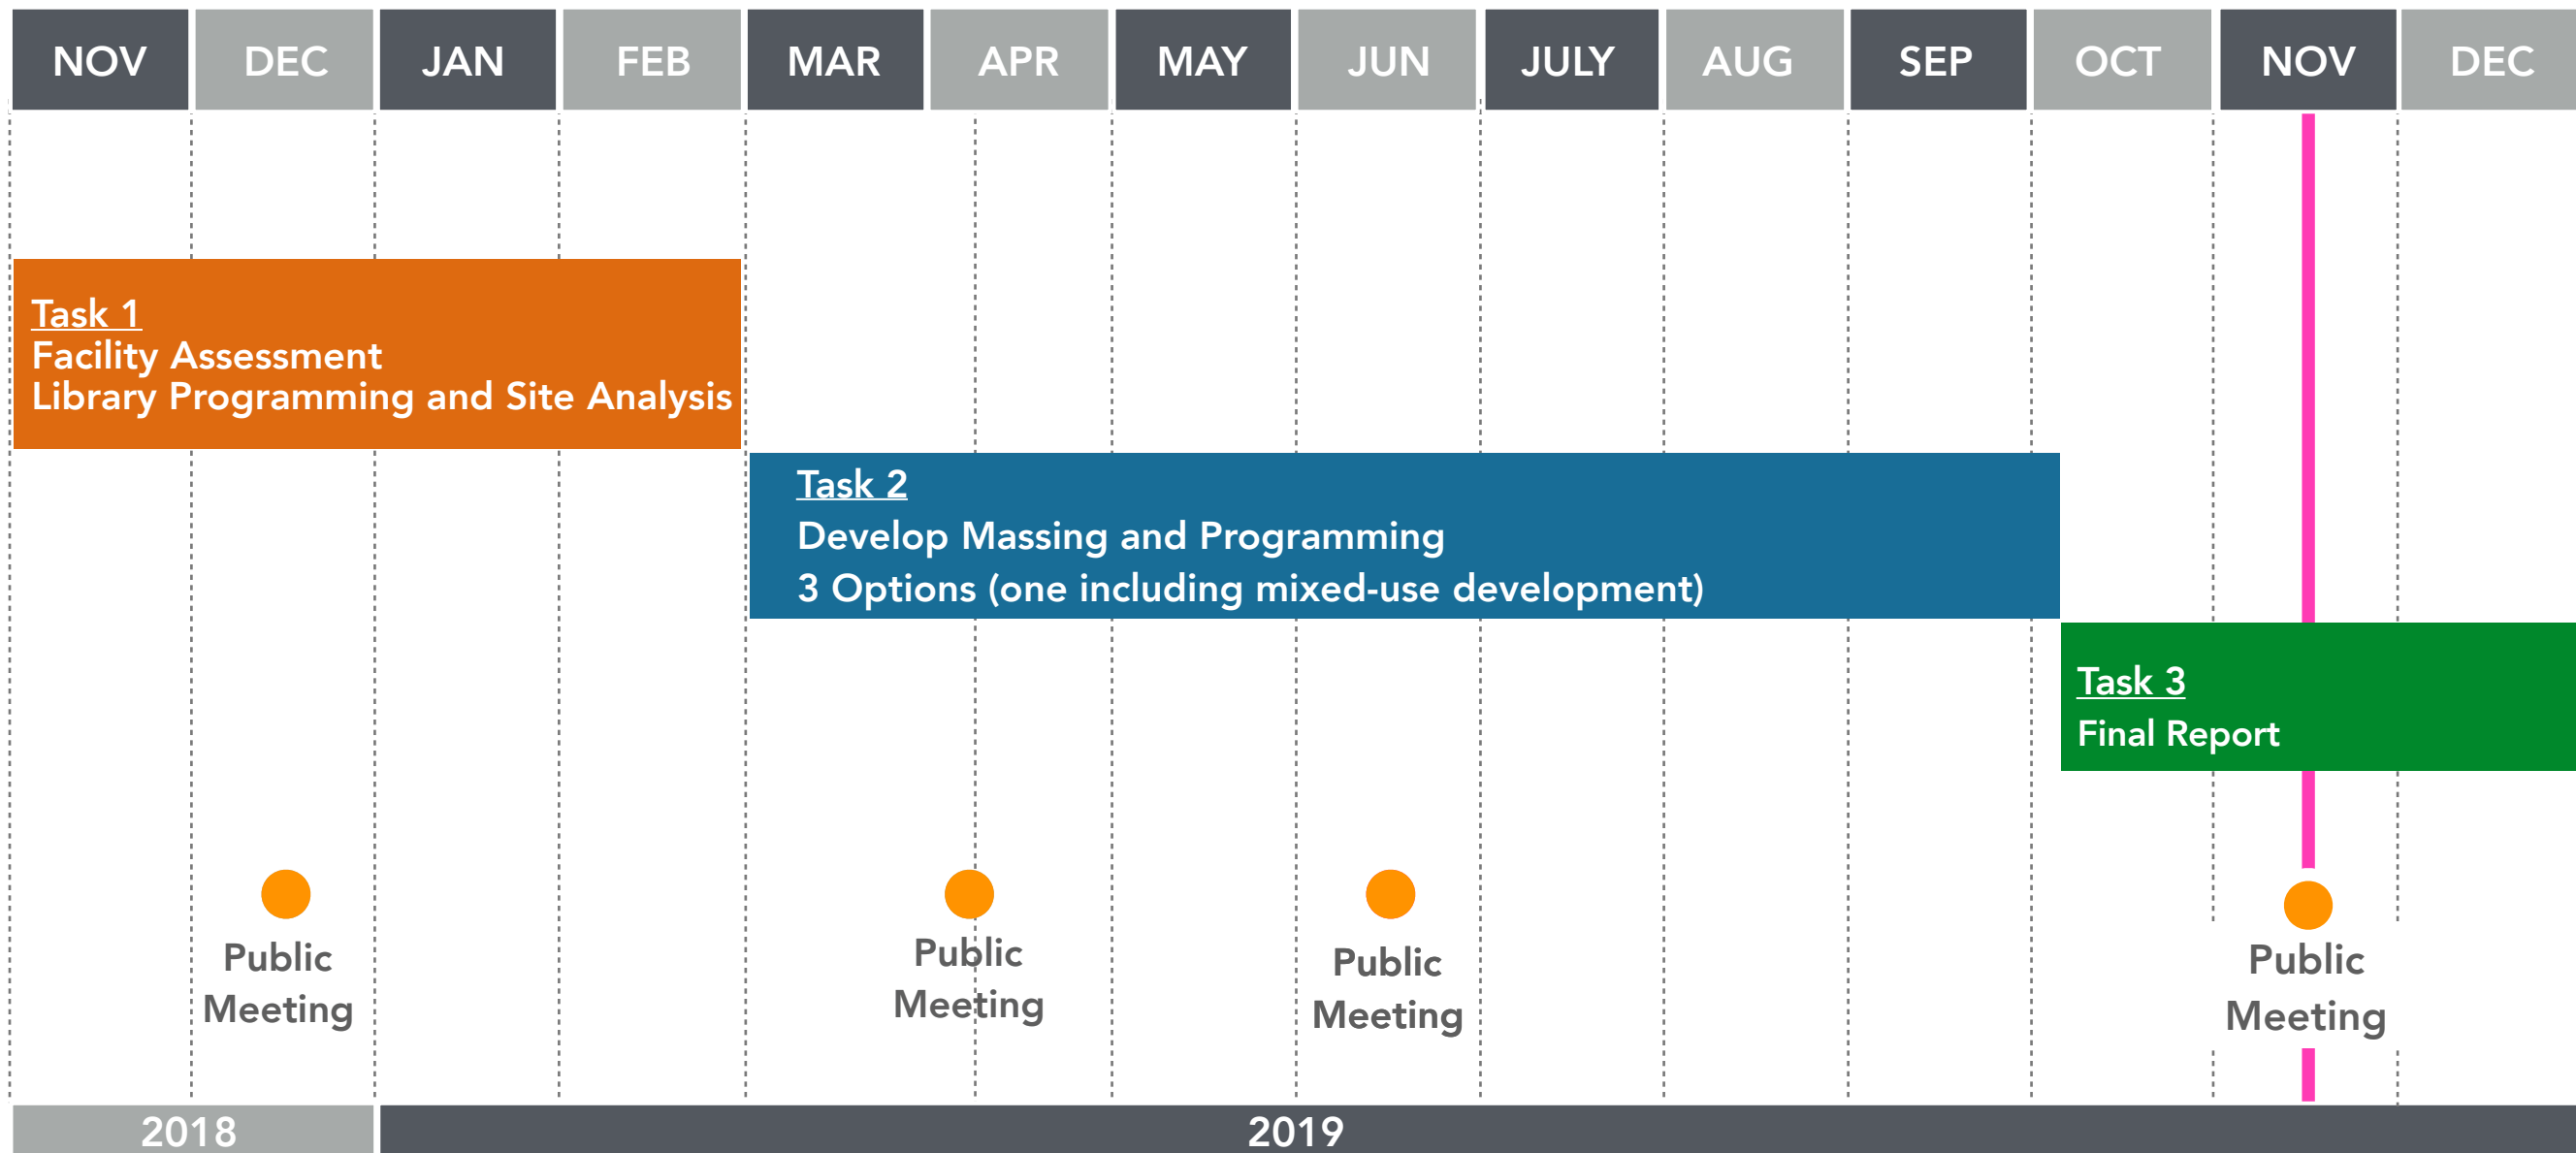 NOV DEC JAN FEB MAR APR MAY JUN JULY AUG SEP OCT NOV DEC
Task 1
Facility Assessment
Library Programming and Site Analysis
Task 2
Develop Massing and Programming
3 Options (one including mixed-use development)
Task 3
Final Report
Public
Meeting
Public
Meeting
Public
Meeting
Public
Meeting
2018 2019